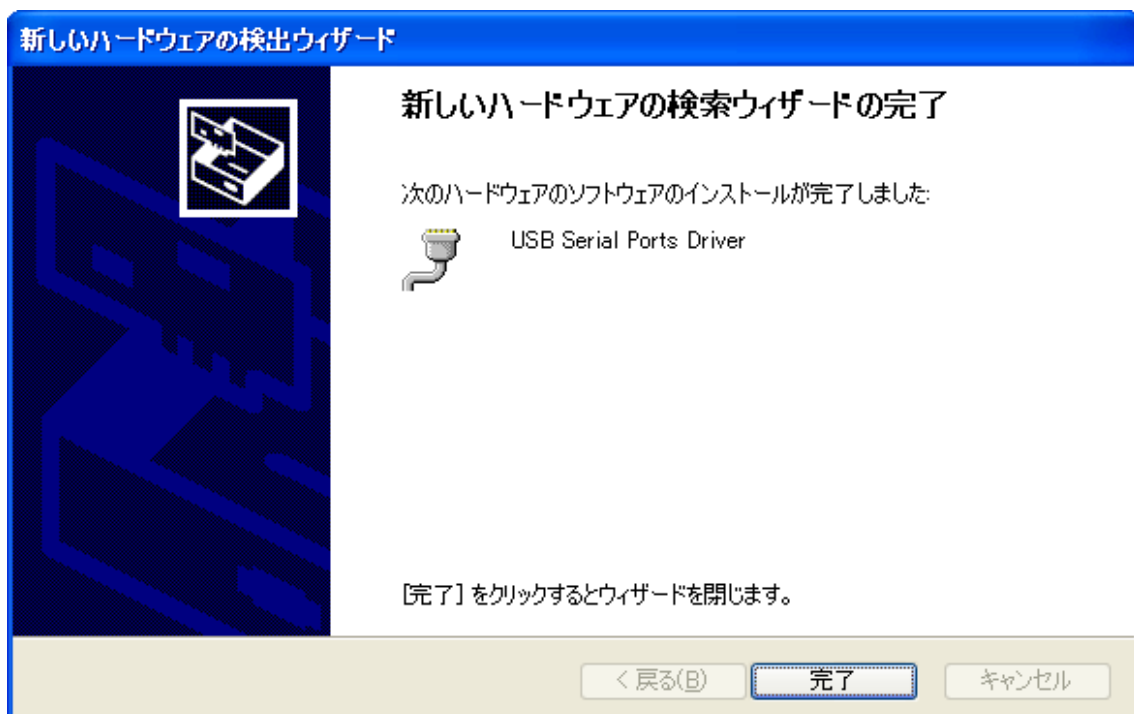 新しいハードウェアの検出ウィザード
新しいハードウェアの検索ウィザードの完了
次のハードウェアのソフトウェアのインストールが完了しました:
USB Serial Ports Driver
[完了] をクリックするとウィザードを閉じます。
< 戻る(B)
完了
キャンセル